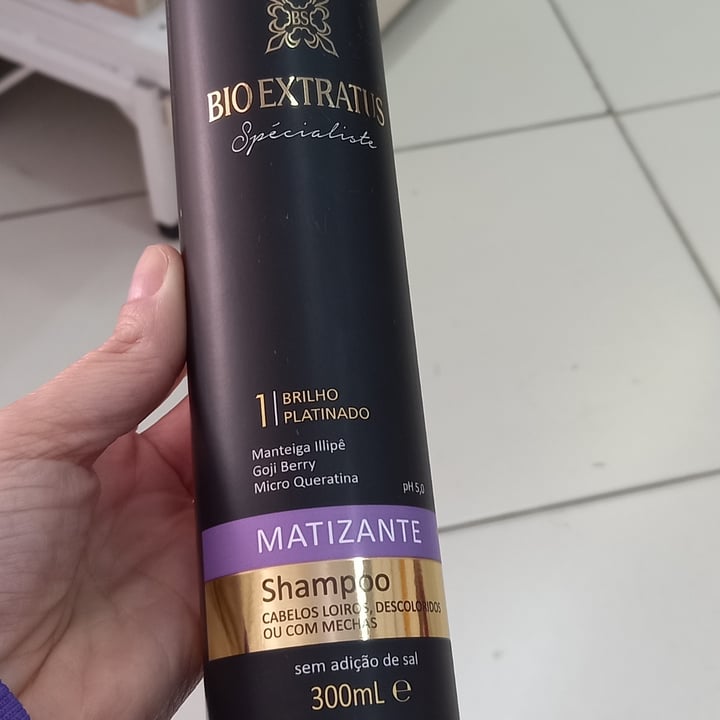 BS
BIO EXTRATUS
Spécialiste
1 BRILHO
PLATINADO
Manteiga Illipê
Goji Berry
Micro Queratina
pH 5,0
MATIZANTE
Shampoo
CABELOS LOIROS, DESCOLORIDOS
OU COM MECHAS
sem adição de sal
300mL ℮